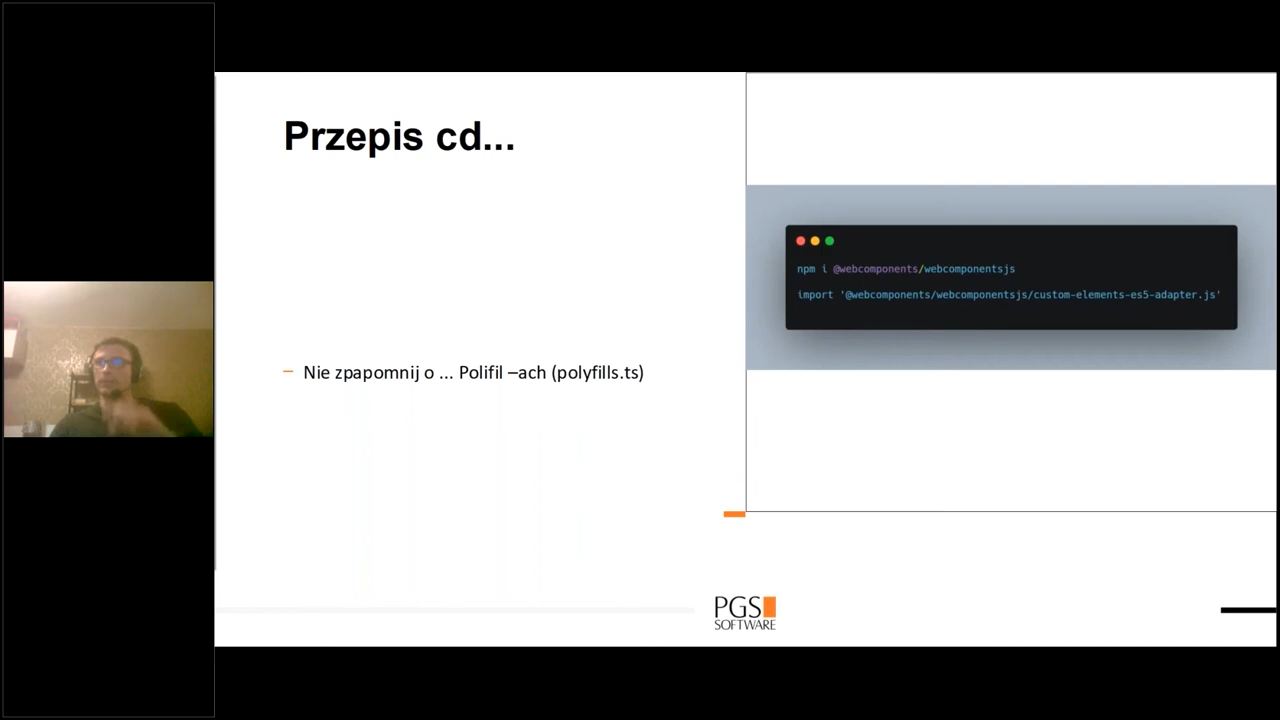 Przepis cd...
– Nie zpapomnij o ... Polifil –ach (polyfills.ts)
npm i @webcomponents/webcomponentsjs
import '@webcomponents/webcomponentsjs/custom-elements-es5-adapter.js'
PGS
SOFTWARE